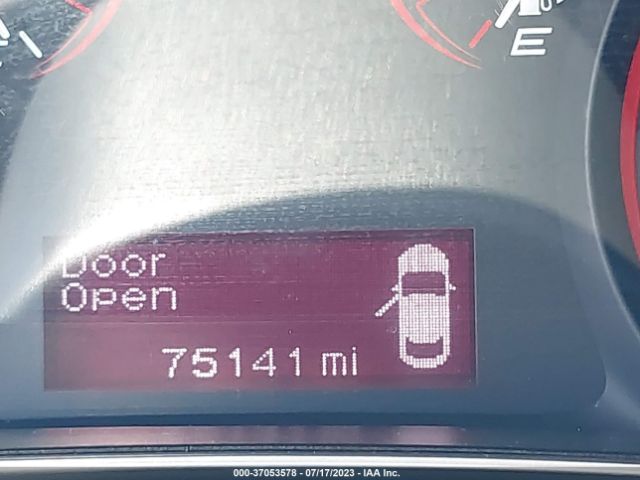 E
Door
Open
75141 mi
000-37053578 - 07/17/2023 - IAA Inc.